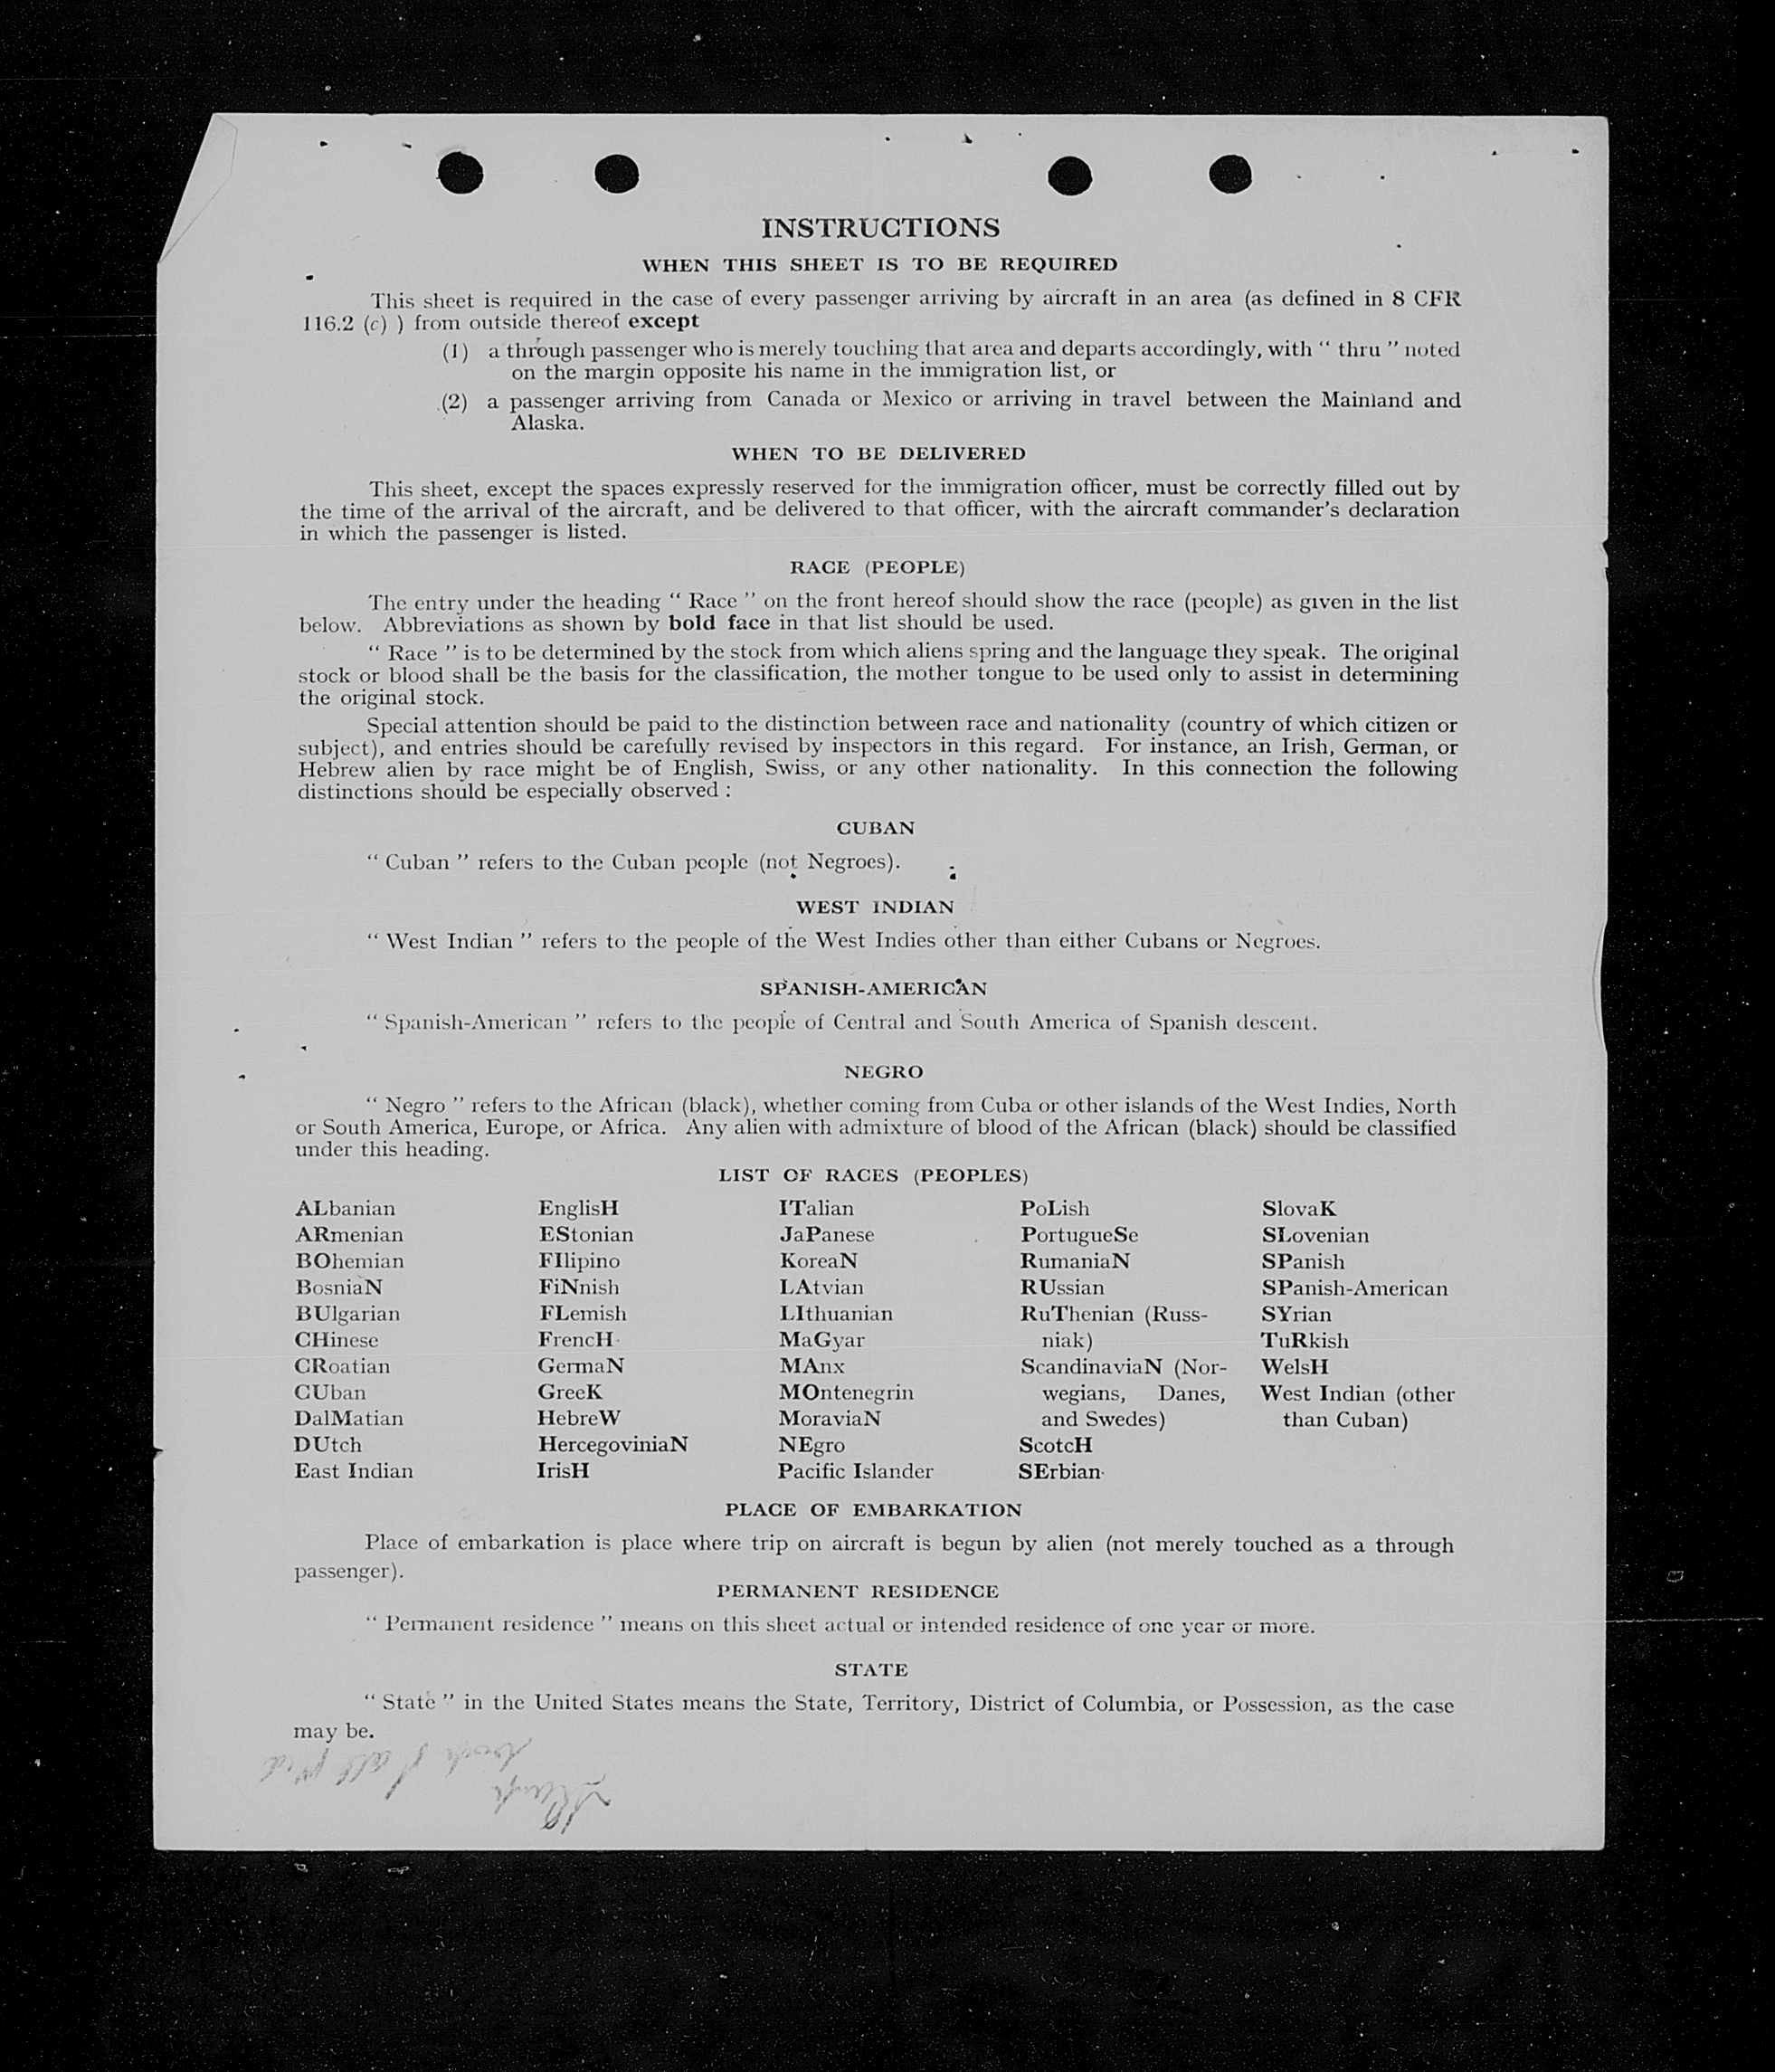 INSTRUCTIONS
WHEN THIS SHEET IS TO BE REQUIRED
This sheet is required in the case of every passenger arriving by aircraft in an area (as defined in 8 CFR
116.2 (c) ) from outside thereof except
(1) a through passenger who is merely touching that area and departs accordingly, with “ thru ” noted
on the margin opposite his name in the immigration list, or
(2) a passenger arriving from Canada or Mexico or arriving in travel between the Mainland and
Alaska.
WHEN TO BE DELIVERED
This sheet, except the spaces expressly reserved for the immigration officer, must be correctly filled out by
the time of the arrival of the aircraft, and be delivered to that officer, with the aircraft commander’s declaration
in which the passenger is listed.
RACE (PEOPLE)
The entry under the heading “ Race ” on the front hereof should show the race (people) as given in the list
below. Abbreviations as shown by bold face in that list should be used.
“ Race ” is to be determined by the stock from which aliens spring and the language they speak. The original
stock or blood shall be the basis for the classification, the mother tongue to be used only to assist in determining
the original stock.
Special attention should be paid to the distinction between race and nationality (country of which citizen or
subject), and entries should be carefully revised by inspectors in this regard. For instance, an Irish, German, or
Hebrew alien by race might be of English, Swiss, or any other nationality. In this connection the following
distinctions should be especially observed :
CUBAN
“ Cuban ” refers to the Cuban people (not Negroes).
WEST INDIAN
“ West Indian ” refers to the people of the West Indies other than either Cubans or Negroes.
SPANISH-AMERICAN
“ Spanish-American ” refers to the people of Central and South America of Spanish descent.
NEGRO
“ Negro ” refers to the African (black), whether coming from Cuba or other islands of the West Indies, North
or South America, Europe, or Africa. Any alien with admixture of blood of the African (black) should be classified
under this heading.
LIST OF RACES (PEOPLES)
ALbanian
ARmenian
BOhemian
BosniaN
BUlgarian
CHinese
CRoatian
CUban
DalMatian
DUtch
East Indian
EnglisH
EStonian
FIlipino
FiNnish
FLemish
FrencH
GermaN
GreeK
HebreW
HercegoviniaN
IrisH
ITalian
JaPanese
KoreaN
LAtvian
LIthuanian
MaGyar
MAnx
MOntenegrin
MoraviaN
NEgro
Pacific Islander
PoLish
PortugueSe
RumaniaN
RUssian
RuThenian (Russ-
niak)
ScandinaviaN (Nor-
wegians, Danes,
and Swedes)
ScotcH
SErbian
SlovaK
SLovenian
SPanish
SPanish-American
SYrian
TuRkish
WelsH
West Indian (other
than Cuban)
PLACE OF EMBARKATION
Place of embarkation is place where trip on aircraft is begun by alien (not merely touched as a through
passenger).
PERMANENT RESIDENCE
“ Permanent residence ” means on this sheet actual or intended residence of one year or more.
STATE
“ State ” in the United States means the State, Territory, District of Columbia, or Possession, as the case
may be.